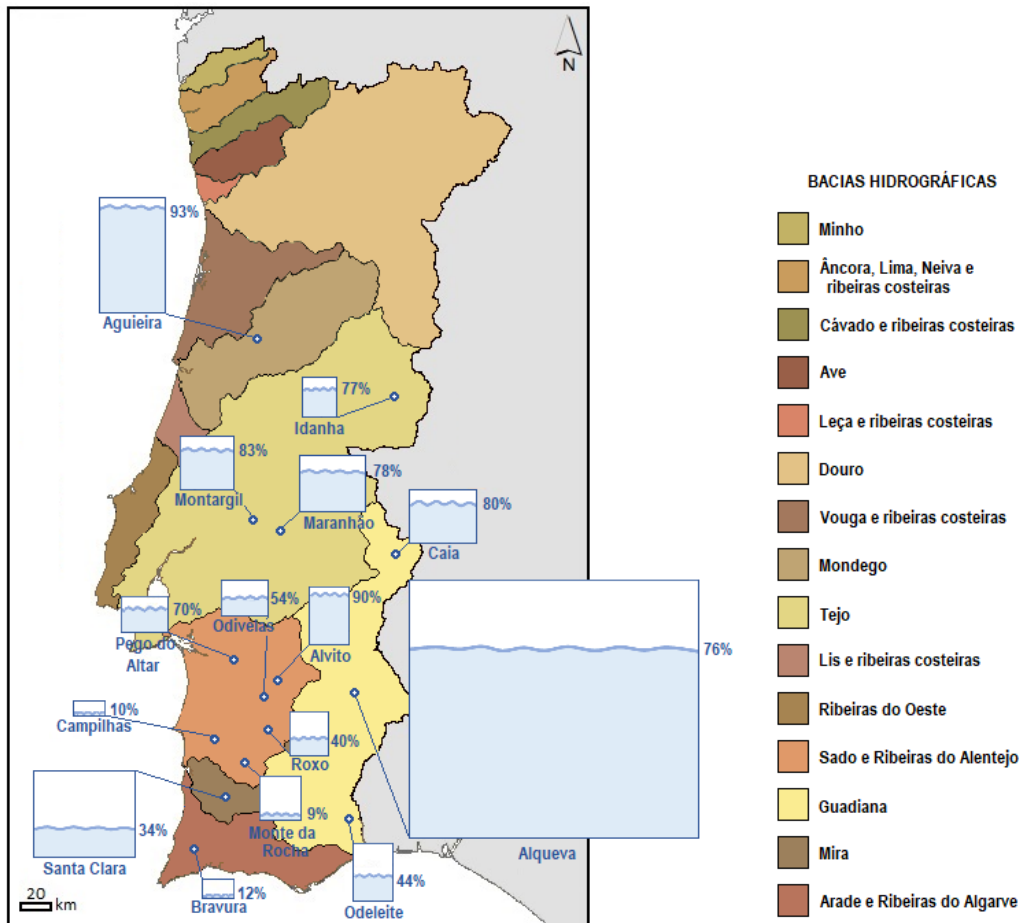 N
93%
Aguieira
77%
Idanha
83%
Montargil
78%
Maranhão
80%
Caia
54%
Odivelas
90%
Alvito
70%
Pego do
Altar
76%
Alqueva
10%
Campilhas
40%
Roxo
9%
Monte da
Rocha
34%
Santa Clara
12%
Bravura
44%
Odeleite
20
km
BACIAS HIDROGRÁFICAS
Minho
Âncora, Lima, Neiva e
ribeiras costeiras
Cávado e ribeiras costeiras
Ave
Leça e ribeiras costeiras
Douro
Vouga e ribeiras costeiras
Mondego
Tejo
Lis e ribeiras costeiras
Ribeiras do Oeste
Sado e Ribeiras do Alentejo
Guadiana
Mira
Arade e Ribeiras do Algarve